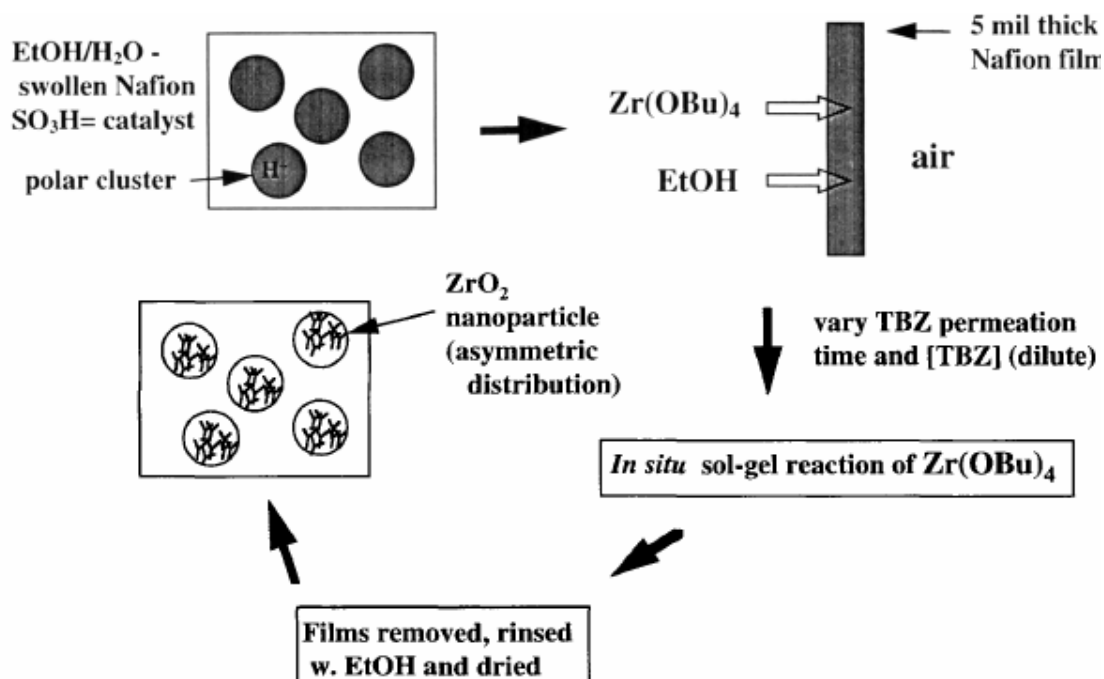 EtOH/H₂O -
swollen Nafion
SO₃H= catalyst
polar cluster
H⁺
Zr(OBu)₄
EtOH
5 mil thick
Nafion film
air
vary TBZ permeation
time and [TBZ] (dilute)
In situ sol-gel reaction of Zr(OBu)₄
Films removed, rinsed
w. EtOH and dried
ZrO₂
nanoparticle
(asymmetric
distribution)